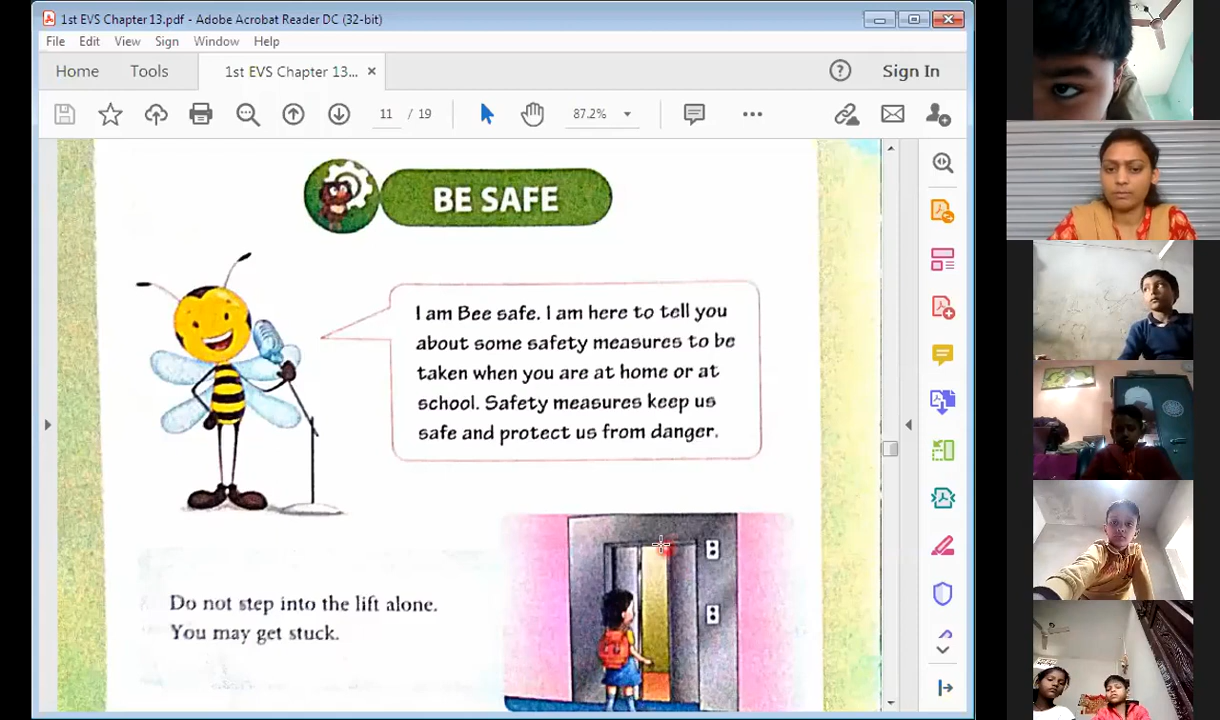 1st EVS Chapter 13.pdf - Adobe Acrobat Reader DC (32-bit)
File Edit View Sign Window Help
Home Tools 1st EVS Chapter 13... × Sign In
11 / 19 87.2%
BE SAFE
I am Bee safe. I am here to tell you
about some safety measures to be
taken when you are at home or at
school. Safety measures keep us
safe and protect us from danger.
Do not step into the lift alone.
You may get stuck.